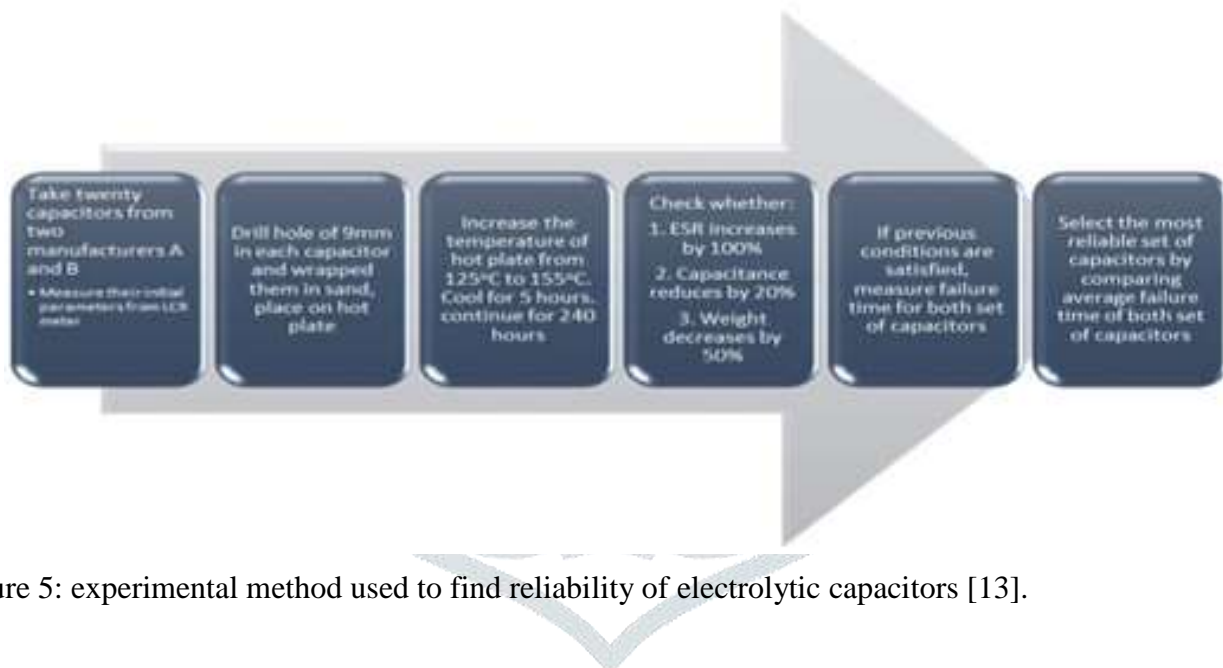 Take twenty
capacitors from
two
manufacturers A
and B
• Measure their initial
parameters from LCR
meter
Drill hole of 9mm
in each capacitor
and wrapped
them in sand,
place on hot
plate
Increase the
temperature of
hot plate from
125°C to 155°C.
Cool for 5 hours.
continue for 240
hours
Check whether:
1. ESR increases
by 100%
2. Capacitance
reduces by 20%
3. Weight
decreases by
50%
If previous
conditions are
satisfied,
measure failure
time for both set
of capacitors
Select the most
reliable set of
capacitors by
comparing
average failure
time of both set
of capacitors
ure 5: experimental method used to find reliability of electrolytic capacitors [13].